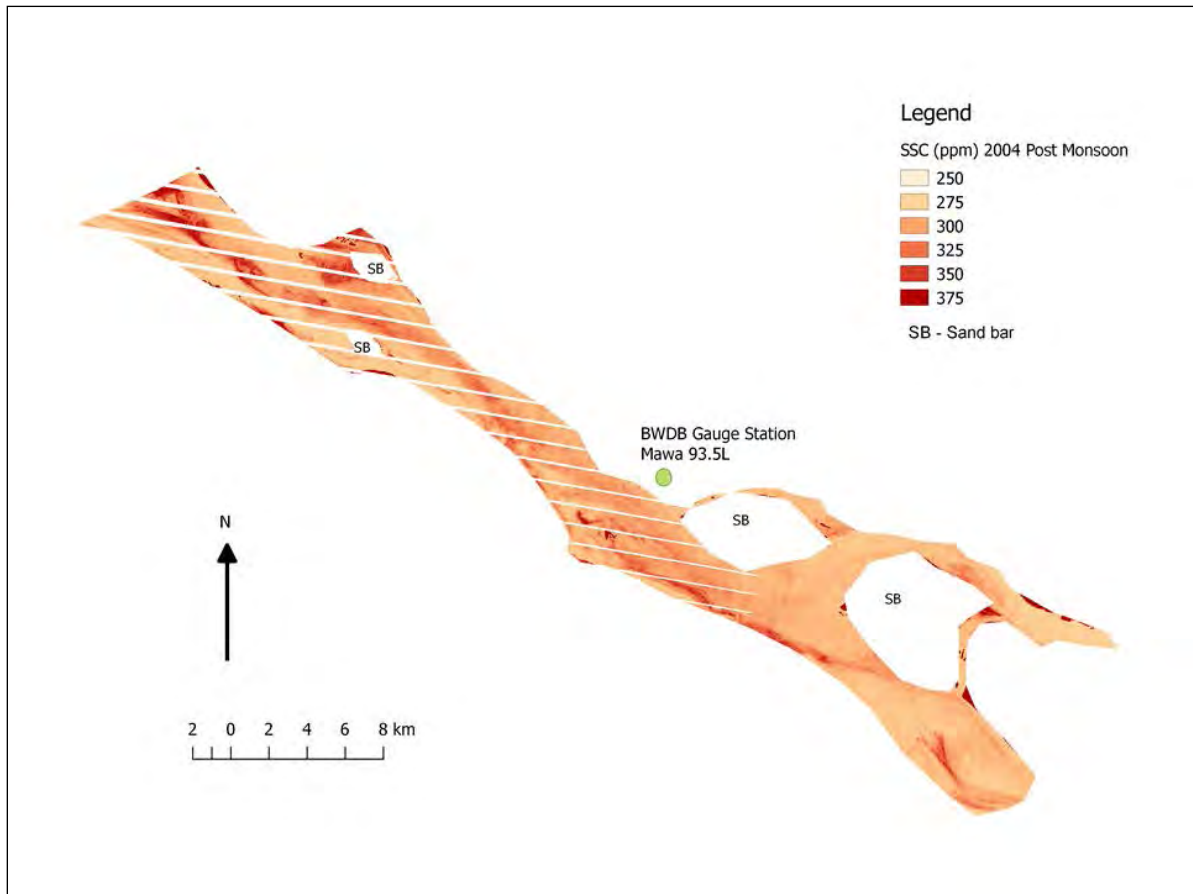 Legend
SSC (ppm) 2004 Post Monsoon
250
275
300
325
350
375
SB - Sand bar
SB
SB
BWDB Gauge Station
Mawa 93.5L
SB
SB
N
2 0 2 4 6 8 km